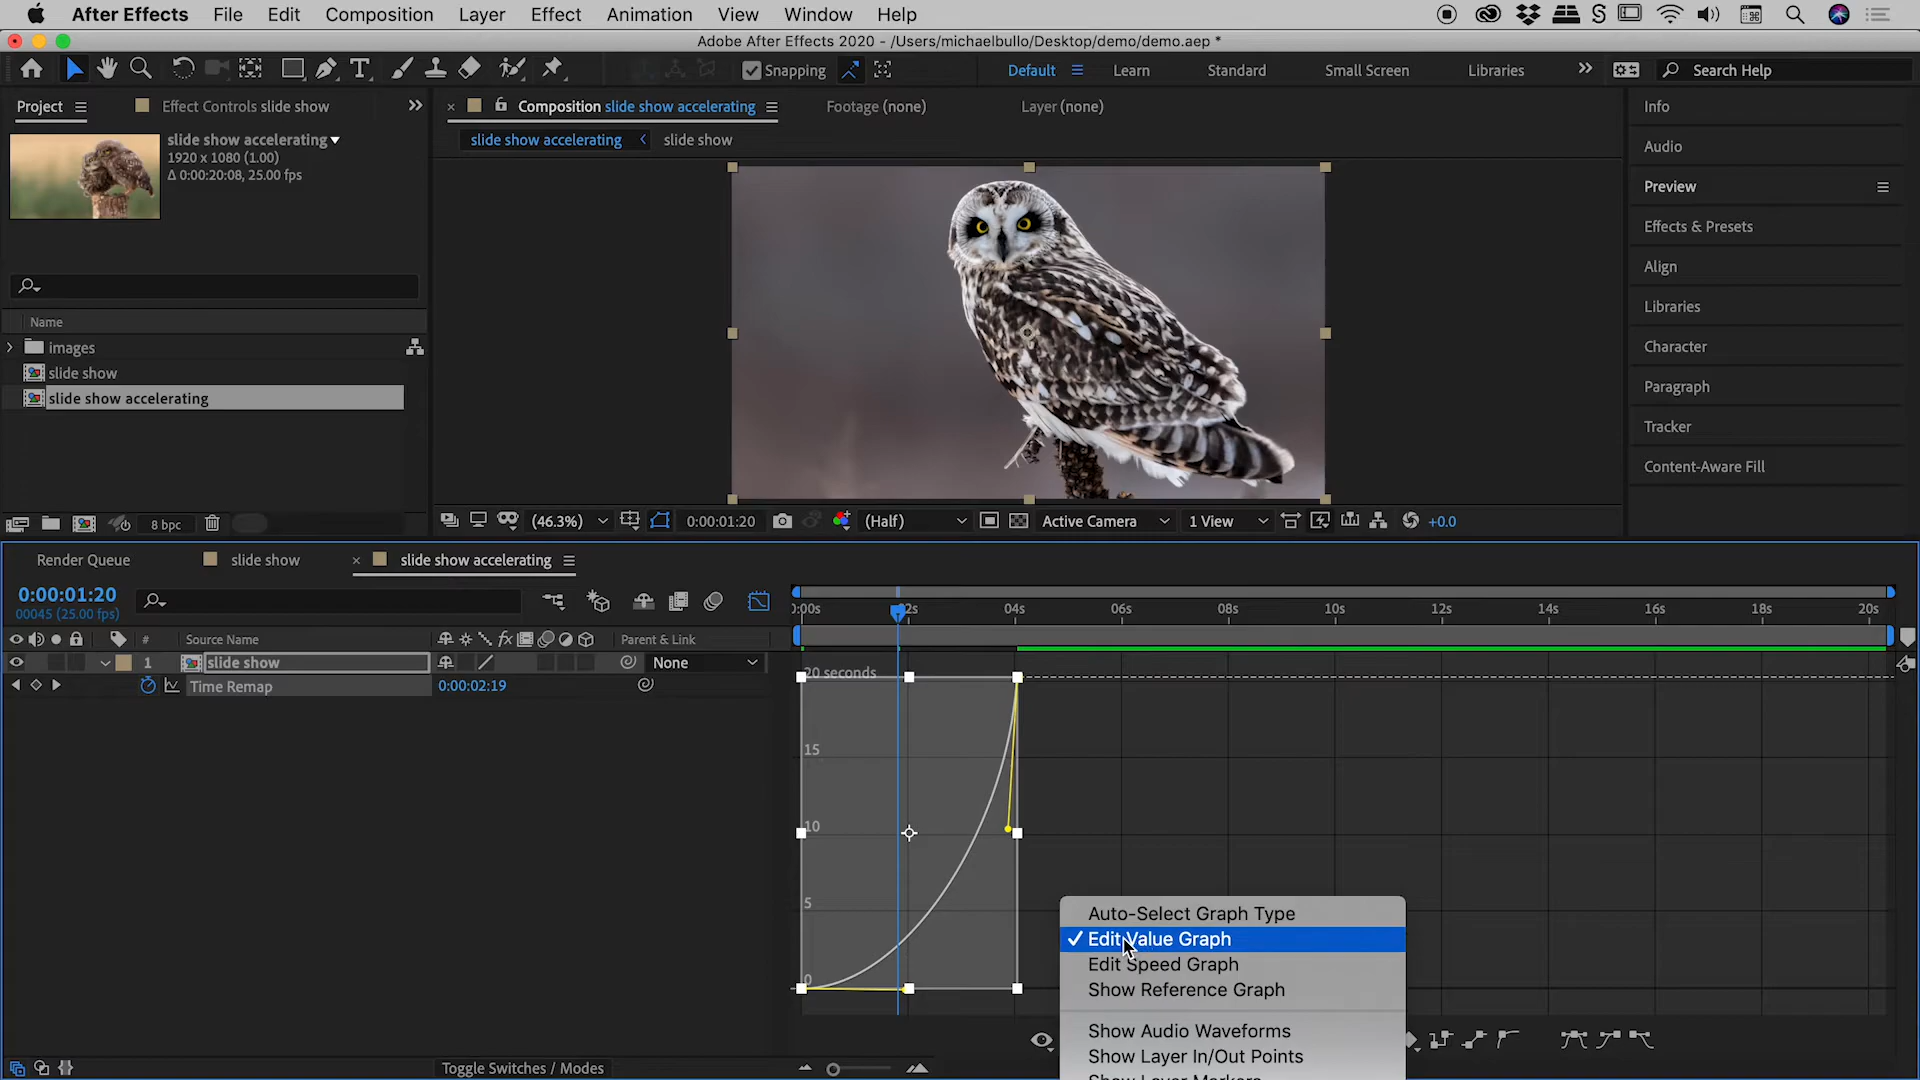 After Effects File Edit Composition Layer Effect Animation View Window Help
Adobe After Effects 2020 - /Users/michaelbullo/Desktop/demo/demo.aep *
Snapping Default Learn Standard Small Screen Libraries Search Help
Project Effect Controls slide show Composition slide show accelerating Footage (none) Layer (none) Info
slide show accelerating
1920 x 1080 (1.00)
Δ 0:00:20:08, 25.00 fps
slide show accelerating slide show
Audio
Preview
Effects & Presets
Align
Libraries
Character
Paragraph
Tracker
Content-Aware Fill
Name
images
slide show
slide show accelerating
8 bpc
(46.3%) 0:00:01:20 (Half) Active Camera 1 View +0.0
Render Queue slide show slide show accelerating
0:00:01:20
00045 (25.00 fps)
:00s 02s 04s 06s 08s 10s 12s 14s 16s 18s 20s
# Source Name fx Parent & Link
1 slide show None
Time Remap 0:00:02:19
20 seconds
15
10
5
0
Auto-Select Graph Type
Edit Value Graph
Edit Speed Graph
Show Reference Graph
Show Audio Waveforms
Show Layer In/Out Points
Show Layer Markers
Toggle Switches / Modes